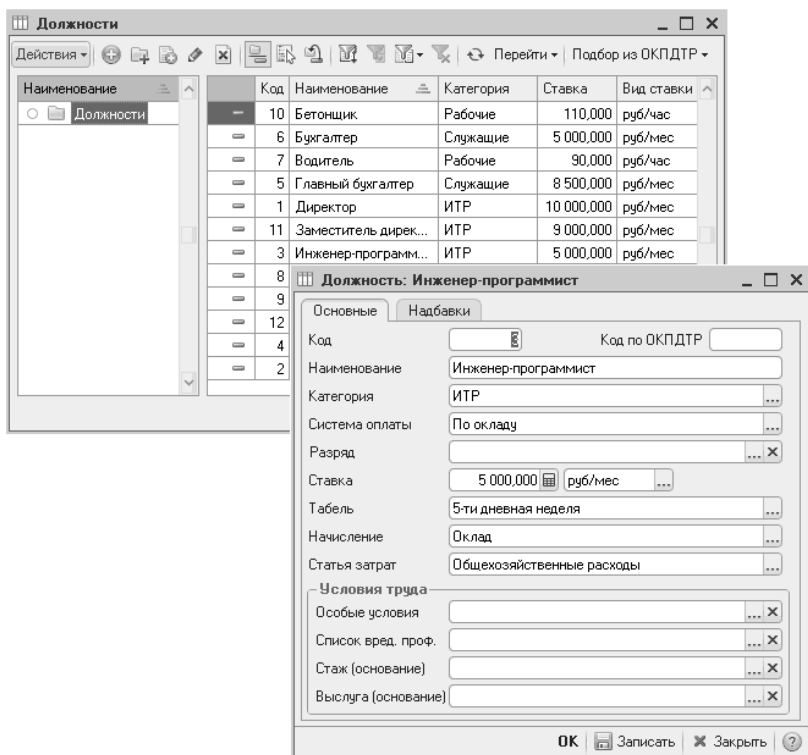 Должности
Действия Перейти Подбор из ОКПДТР
Наименование
Должности
Код Наименование Категория Ставка Вид ставки
10 Бетонщик Рабочие 110,000 руб/час
6 Бухгалтер Служащие 5 000,000 руб/мес
7 Водитель Рабочие 90,000 руб/час
5 Главный бухгалтер Служащие 8 500,000 руб/мес
1 Директор ИТР 10 000,000 руб/мес
11 Заместитель дирек... ИТР 9 000,000 руб/мес
3 Инженер-программ... ИТР 5 000,000 руб/мес
8
9
12
4
2
Должность: Инженер-программист
Основные Надбавки
Код 3 Код по ОКПДТР
Наименование Инженер-программист
Категория ИТР ...
Система оплаты По окладу ...
Разряд ...
Ставка 5 000,000 руб/мес ...
Табель 5-ти дневная неделя ...
Начисление Оклад ...
Статья затрат Общехозяйственные расходы ...
Условия труда
Особые условия ...
Список вред. проф. ...
Стаж (основание) ...
Выслуга (основание) ...
OK Записать Закрыть ?